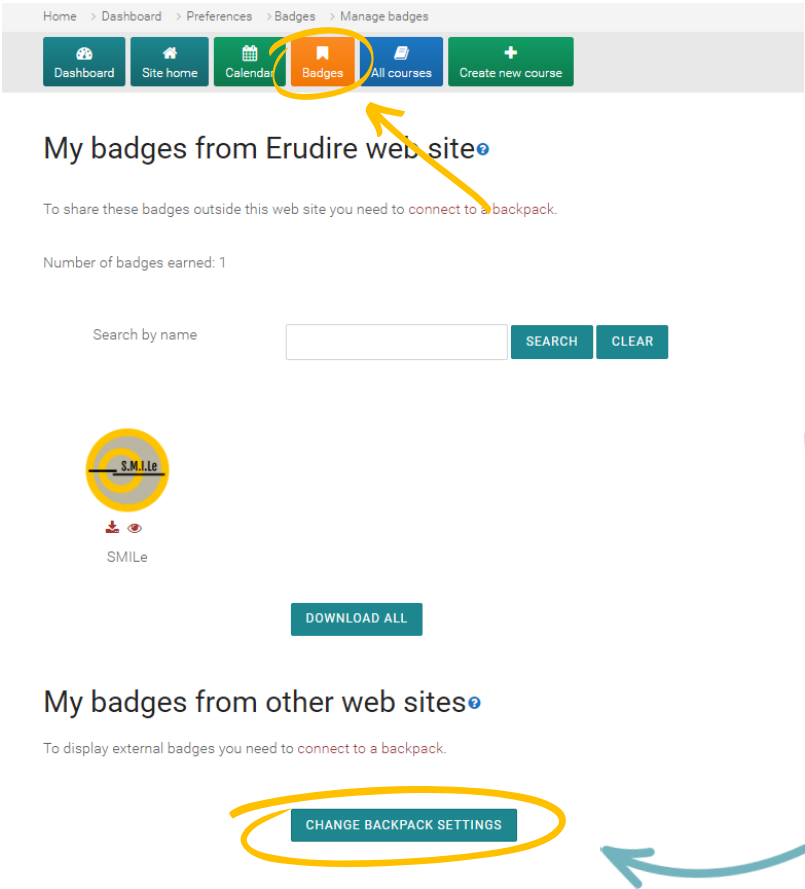 Home > Dashboard > Preferences > Badges > Manage badges
Dashboard Site home Calendar Badges All courses Create new course
My badges from Erudire web site
To share these badges outside this web site you need to connect to a backpack.
Number of badges earned: 1
Search by name SEARCH CLEAR
S.M.I.Le
SMILe
DOWNLOAD ALL
My badges from other web sites
To display external badges you need to connect to a backpack.
CHANGE BACKPACK SETTINGS